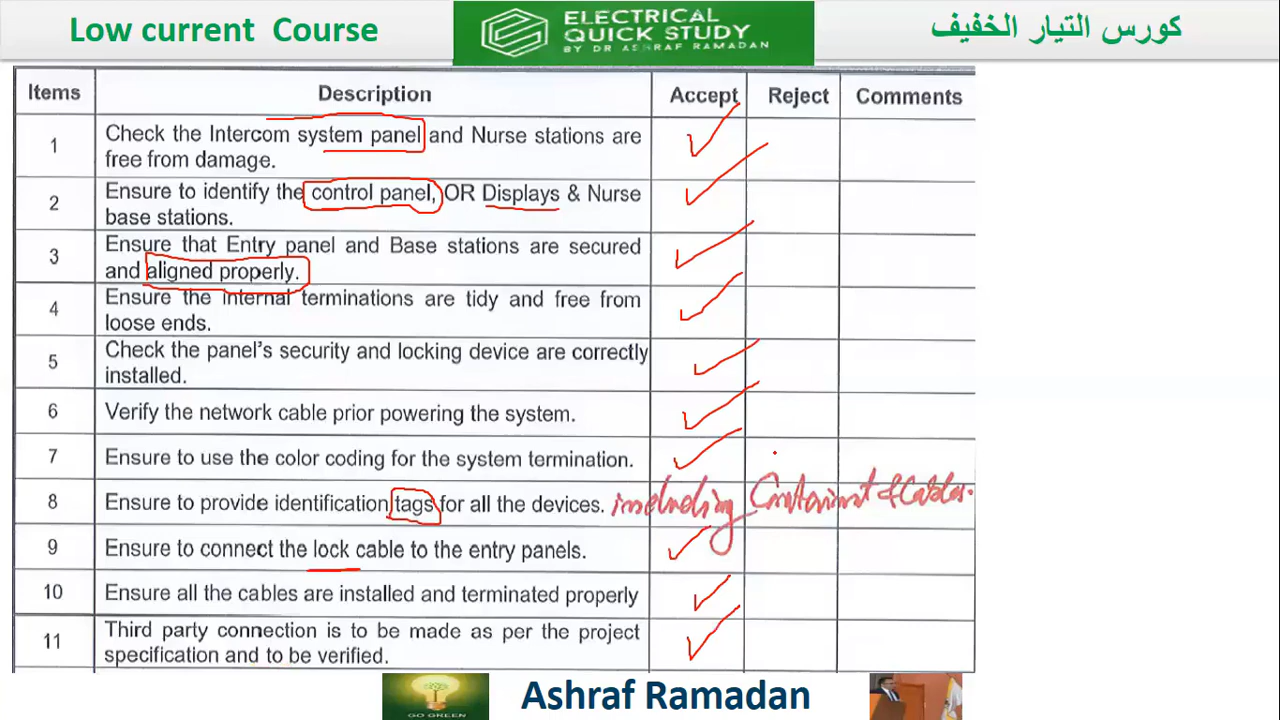 Low current Course
ELECTRICAL
QUICK STUDY
BY DR ASHRAF RAMADAN
كورس التيار الخفيف
Items Description Accept Reject Comments
1 Check the Intercom system panel and Nurse stations are
free from damage.
2 Ensure to identify the control panel, OR Displays & Nurse
base stations.
3 Ensure that Entry panel and Base stations are secured
and aligned properly.
4 Ensure the internal terminations are tidy and free from
loose ends.
5 Check the panel's security and locking device are correctly
installed.
6 Verify the network cable prior powering the system.
7 Ensure to use the color coding for the system termination.
8 Ensure to provide identification tags for all the devices. including & Cables.
9 Ensure to connect the lock cable to the entry panels.
10 Ensure all the cables are installed and terminated properly
11 Third party connection is to be made as per the project
specification and to be verified.
GO GREEN
Ashraf Ramadan